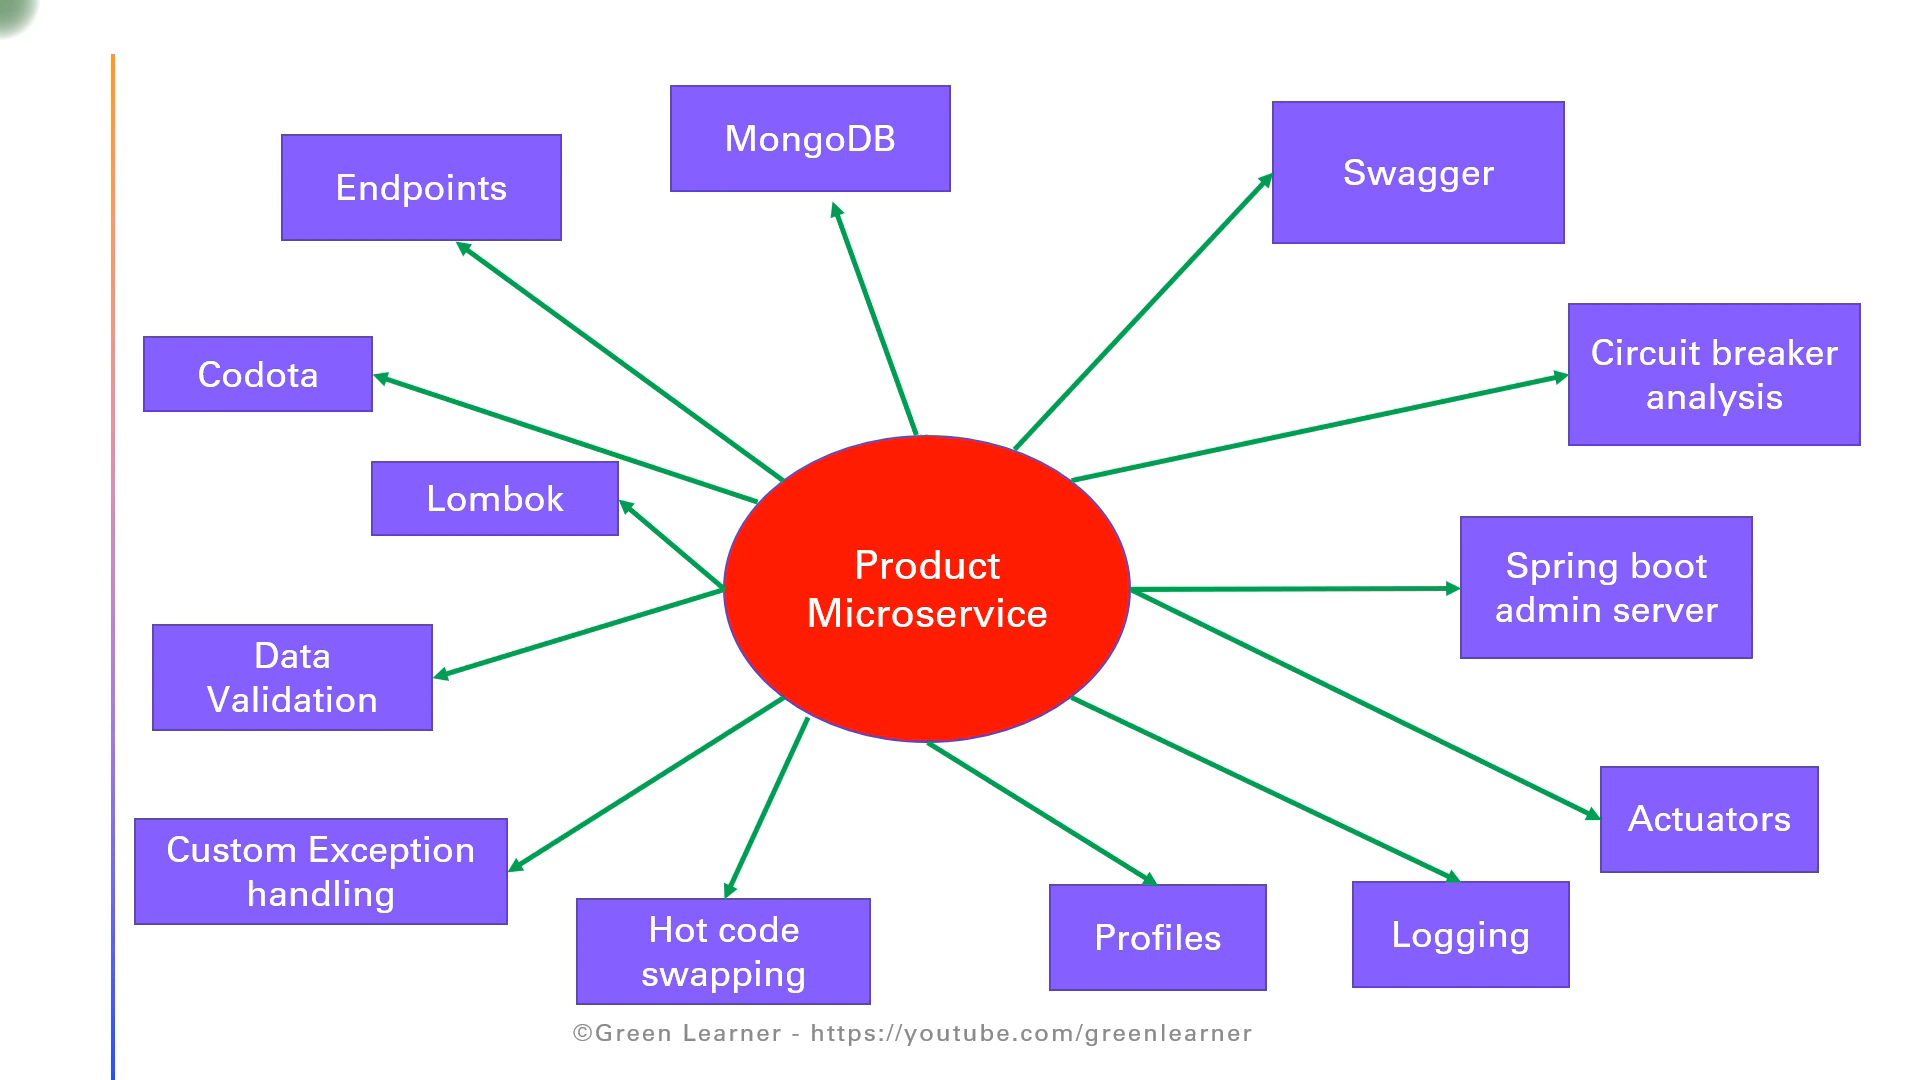 MongoDB
Swagger
Endpoints
Circuit breaker
analysis
Codota
Lombok
Product
Microservice
Spring boot
admin server
Data
Validation
Actuators
Custom Exception
handling
Hot code
swapping
Profiles
Logging
©Green Learner - https://youtube.com/greenlearner